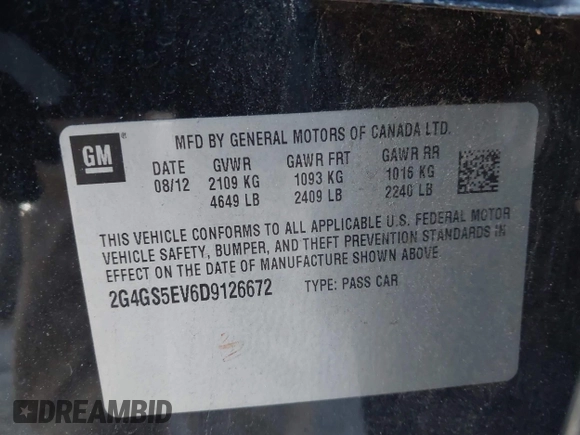 GM
MFD BY GENERAL MOTORS OF CANADA LTD.
DATE GVWR GAWR FRT GAWR RR
08/12 2109 KG 1093 KG 1016 KG
4649 LB 2409 LB 2240 LB
THIS VEHICLE CONFORMS TO ALL APPLICABLE U.S. FEDERAL MOTOR
VEHICLE SAFETY, BUMPER, AND THEFT PREVENTION STANDARDS IN
EFFECT ON THE DATE OF MANUFACTURE SHOWN ABOVE
2G4GS5EV6D9126672 TYPE: PASS CAR
DREAMBID